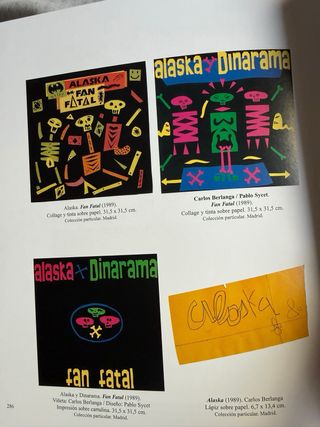 ALASKA
FAN
FATAL
alaska y Dinarama
Alaska. Fan Fatal (1989).
Collage y tinta sobre papel. 31,5 x 31,5 cm.
Colección particular. Madrid.
Carlos Berlanga / Pablo Sycet.
Fan Fatal (1989).
Collage y tinta sobre papel. 31,5 x 31,5 cm.
Colección particular. Madrid.
alaska y Dinarama
fan fatal
Alaska y Dinarama. Fan Fatal (1989).
Viñeta: Carlos Berlanga / Diseño: Pablo Sycet
Impresión sobre cartulina. 31,5 x 31,5 cm.
Colección particular. Madrid.
alaska
Alaska (1989). Carlos Berlanga
Lápiz sobre papel. 6,7 x 13,4 cm.
Colección particular. Madrid.
286